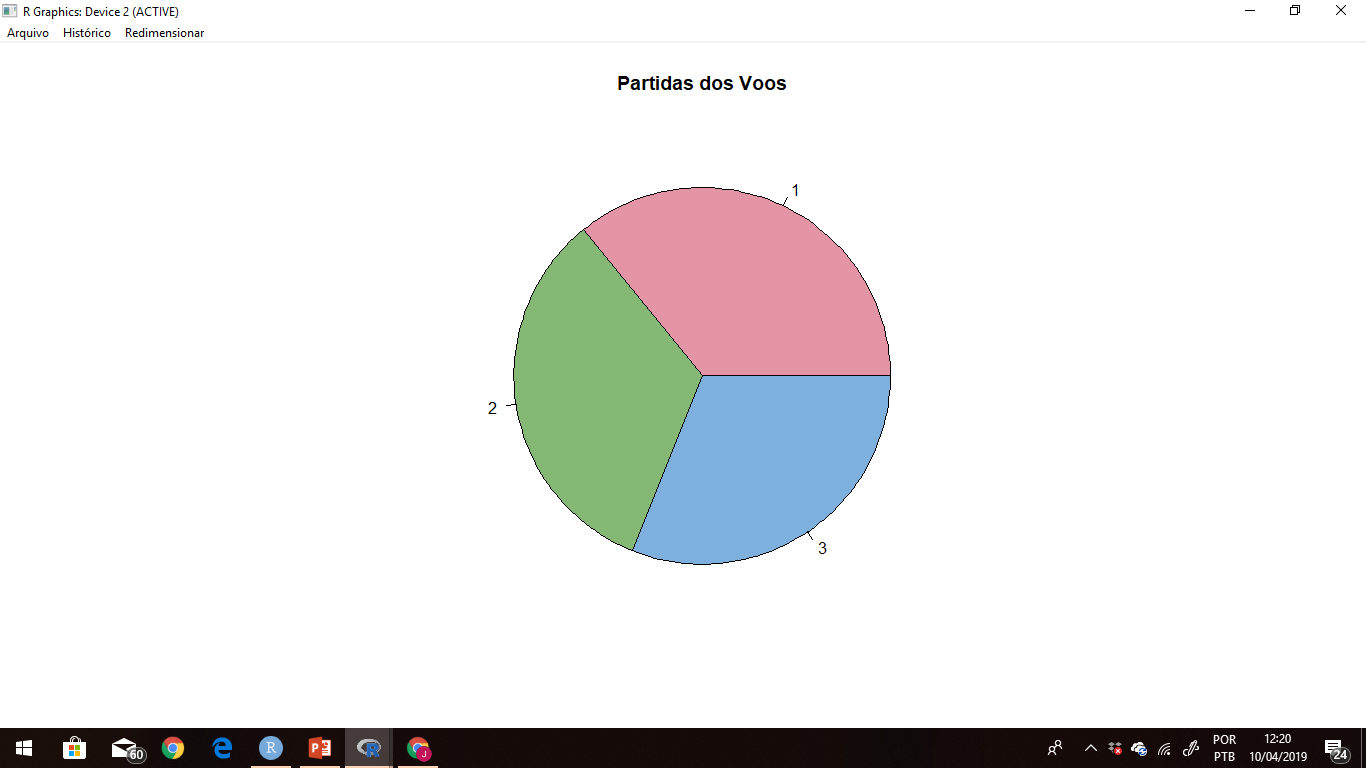 R Graphics: Device 2 (ACTIVE)
Arquivo Histórico Redimensionar
Partidas dos Voos
1
2
3
60
R
P
R
J
POR
PTB
12:20
10/04/2019
24